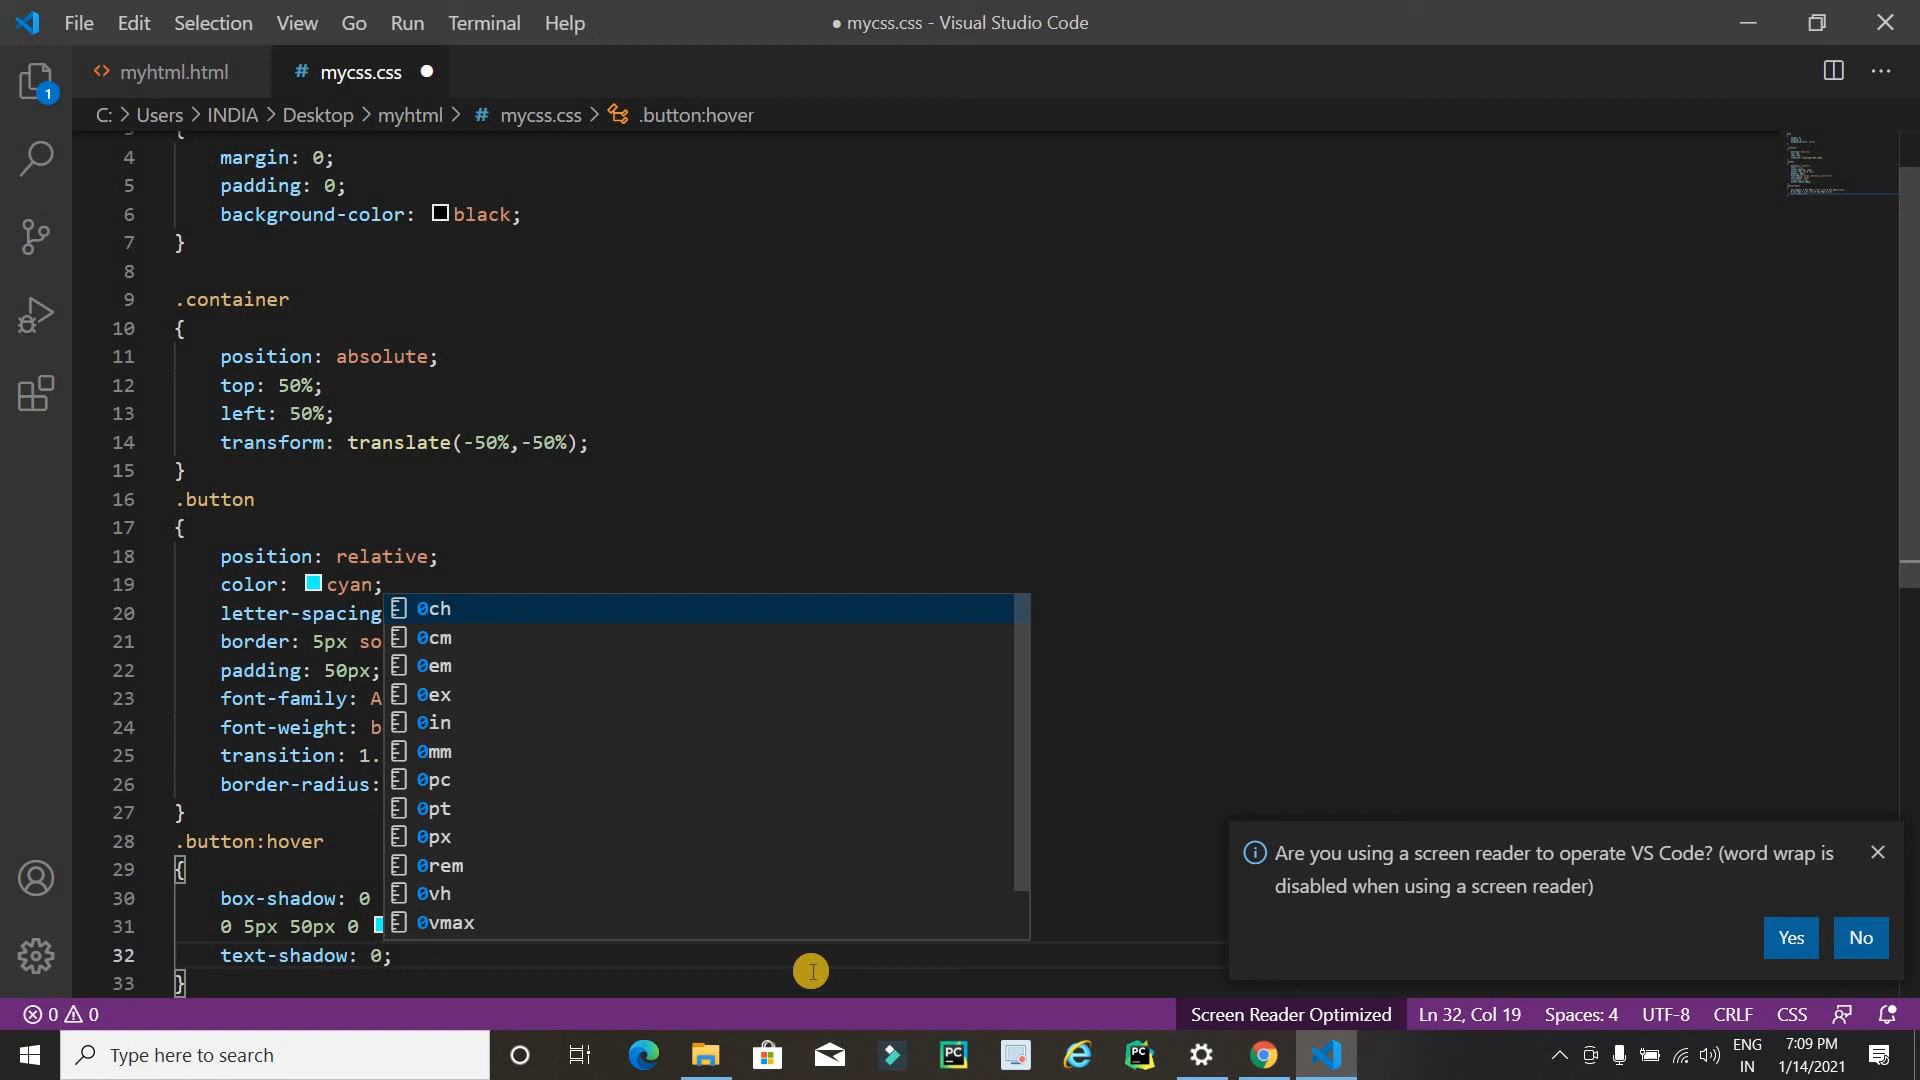 File Edit Selection View Go Run Terminal Help
● mycss.css - Visual Studio Code
myhtml.html
# mycss.css ●
C: > Users > INDIA > Desktop > myhtml > # mycss.css > .button:hover
{
4 margin: 0;
5 padding: 0;
6 background-color: black;
7 }
8
9 .container
10 {
11 position: absolute;
12 top: 50%;
13 left: 50%;
14 transform: translate(-50%,-50%);
15 }
16 .button
17 {
18 position: relative;
19 color: cyan;
20 letter-spacing
21 border: 5px so
22 padding: 50px;
23 font-family: A
24 font-weight: b
25 transition: 1.
26 border-radius:
27 }
28 .button:hover
29 {
30 box-shadow: 0
31 0 5px 50px 0
32 text-shadow: 0;
33 }
0ch
0cm
0em
0ex
0in
0mm
0pc
0pt
0px
0rem
0vh
0vmax
1
Are you using a screen reader to operate VS Code? (word wrap is
disabled when using a screen reader)
Yes No
0 0
Screen Reader Optimized Ln 32, Col 19 Spaces: 4 UTF-8 CRLF CSS
Type here to search
PC
PC
ENG
IN
7:09 PM
1/14/2021